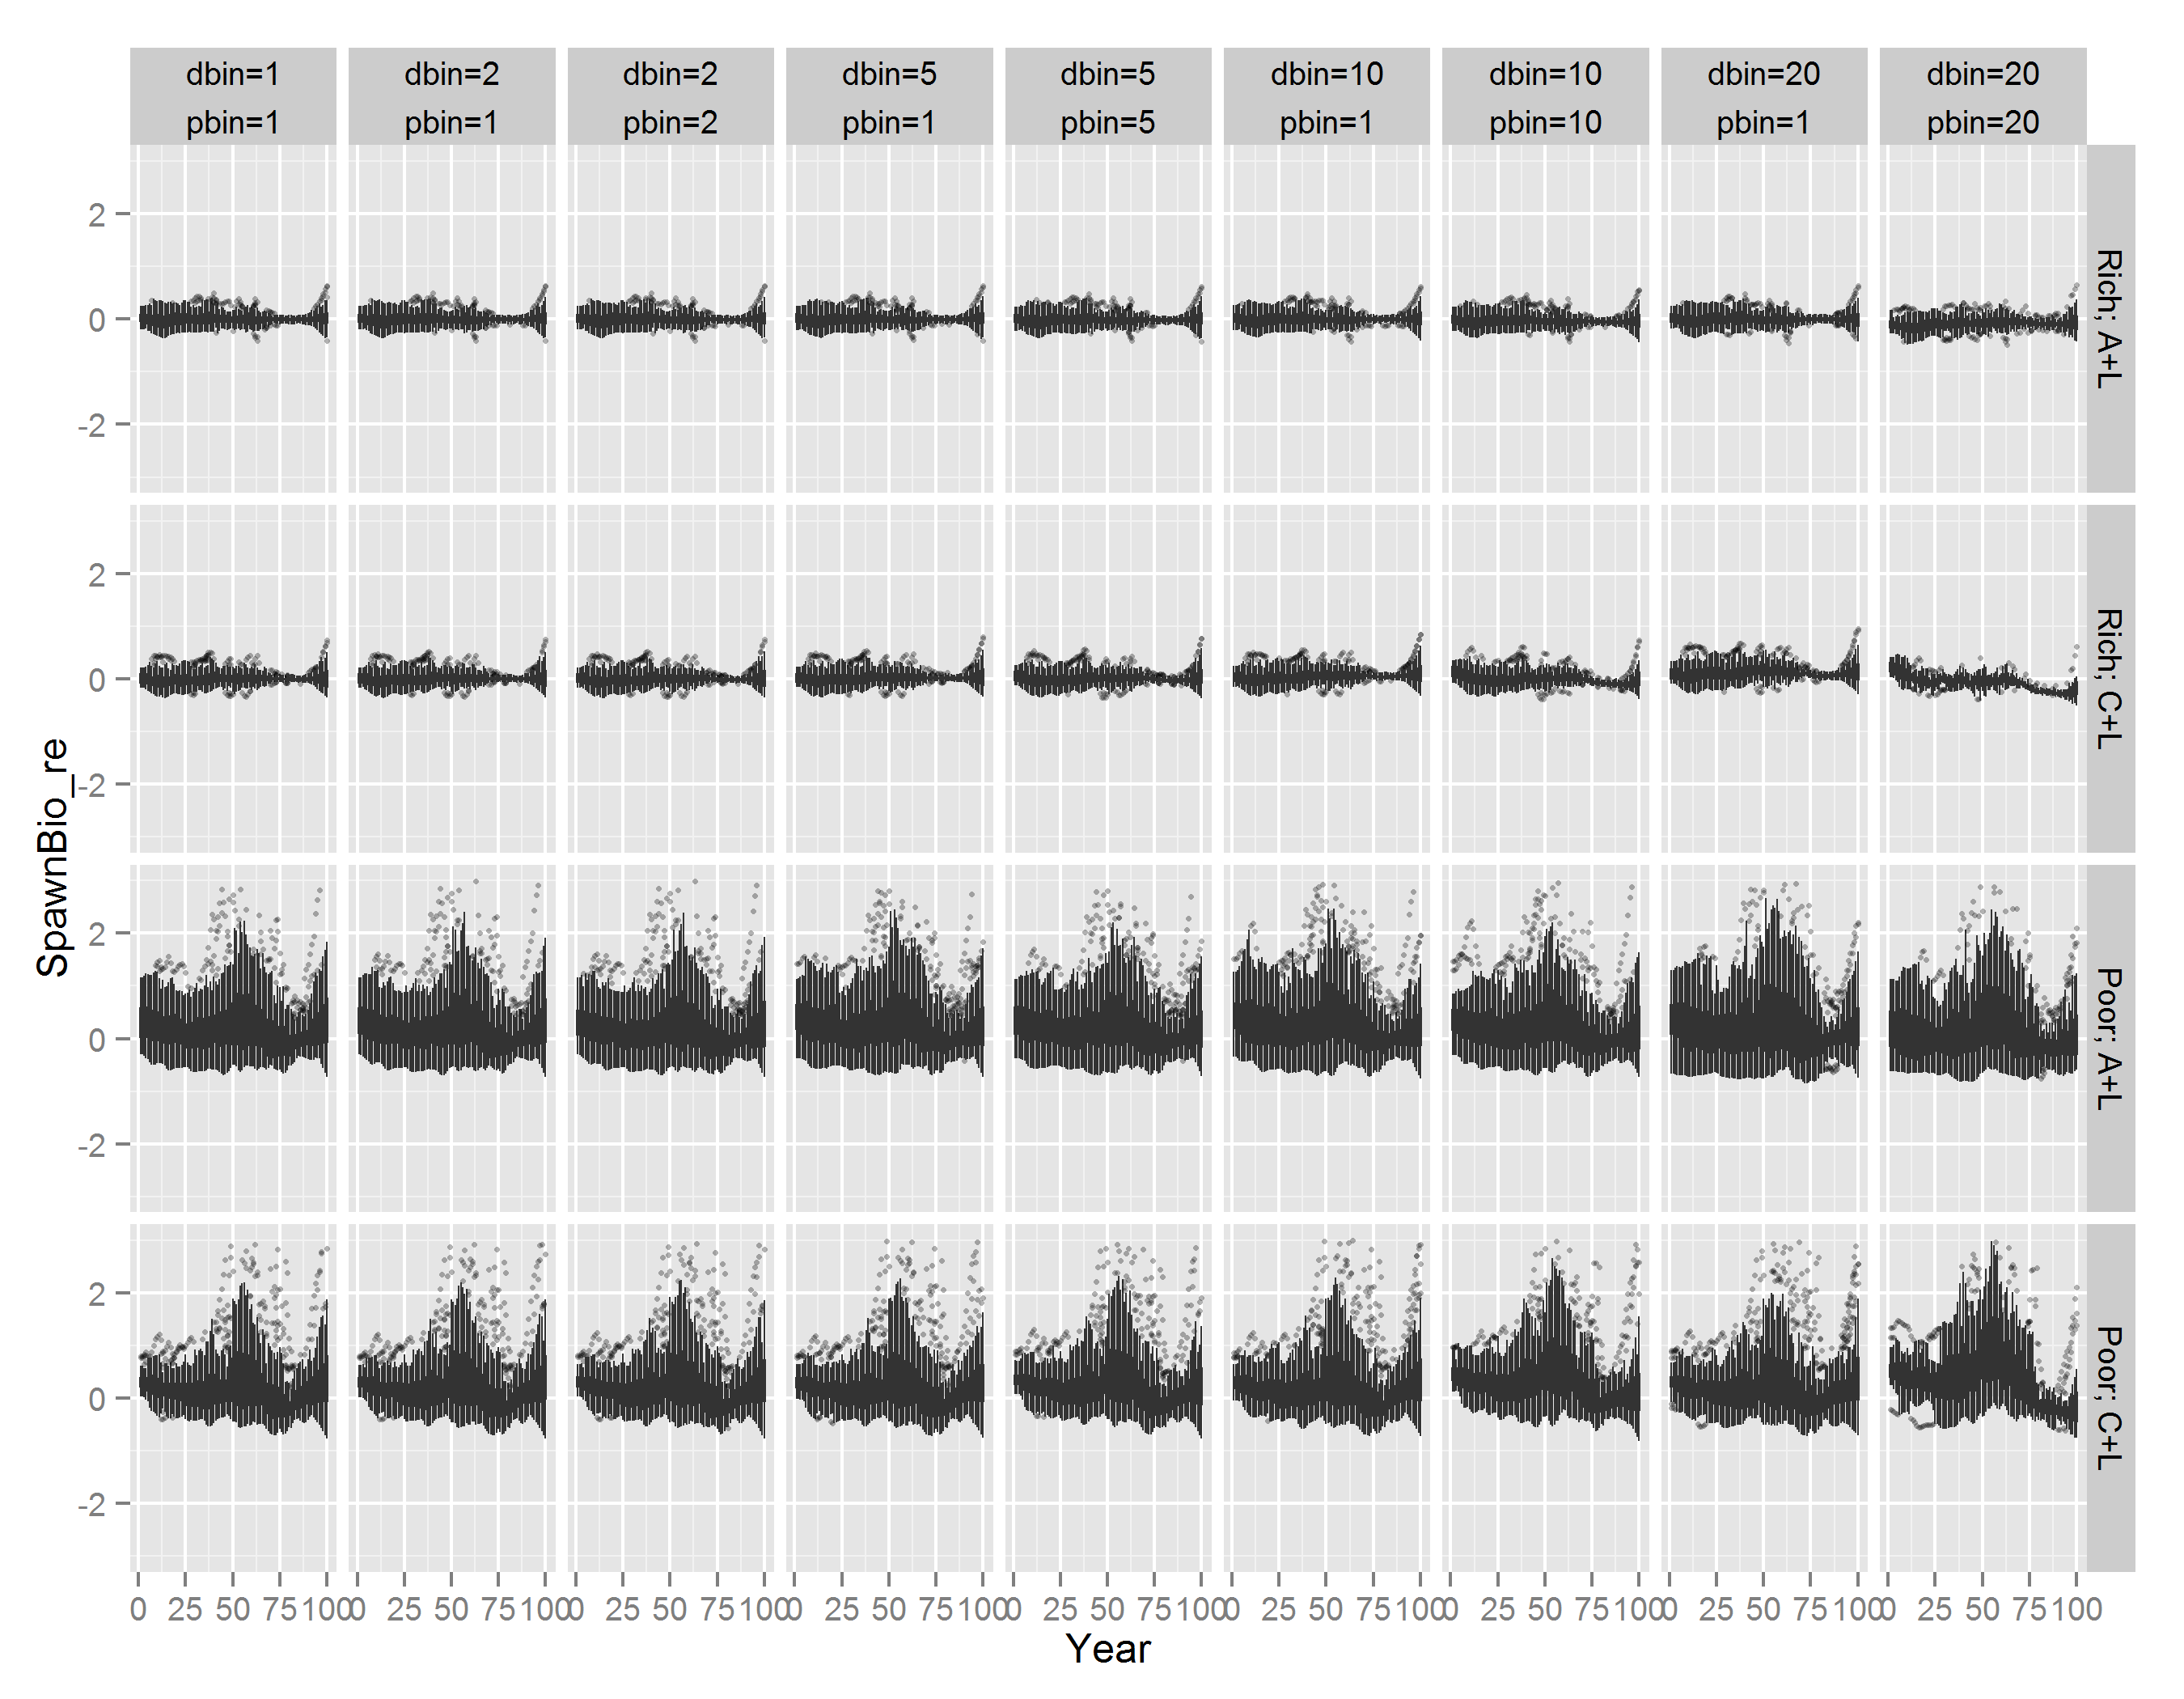 dbin=1 dbin=2 dbin=2 dbin=5 dbin=5 dbin=10 dbin=10 dbin=20 dbin=20
pbin=1 pbin=1 pbin=2 pbin=1 pbin=5 pbin=1 pbin=10 pbin=1 pbin=20
2
0
-2
Rich; A+L
2
0
-2
Rich; C+L
2
0
-2
Poor; A+L
2
0
-2
Poor; C+L
SpawnBio_re
0 25 50 75 100 0 25 50 75 100 0 25 50 75 100 0 25 50 75 100 0 25 50 75 100 0 25 50 75 100 0 25 50 75 100 0 25 50 75 100 0 25 50 75 100
Year